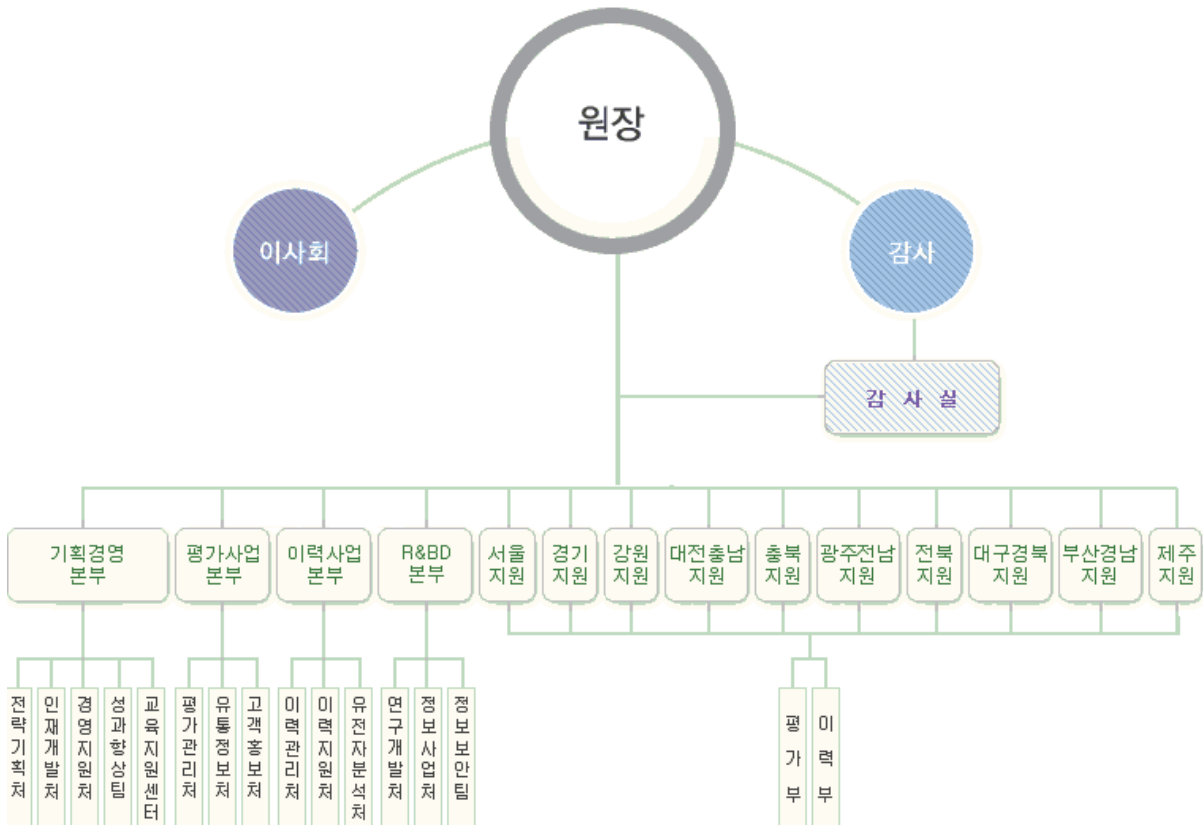 원장
이사회
감사
감 사 실
기획경영
본부
평가사업
본부
이력사업
본부
R&BD
본부
서울
지원
경기
지원
강원
지원
대전충남
지원
충북
지원
광주전남
지원
전북
지원
대구경북
지원
부산경남
지원
제주
지원
전략기획처
인재개발처
경영지원처
성과향상팀
교육지원센터
평가관리처
유통정보처
고객홍보처
이력관리처
이력지원처
유전자분석처
연구개발처
정보사업처
정보보안팀
평가부
이력부